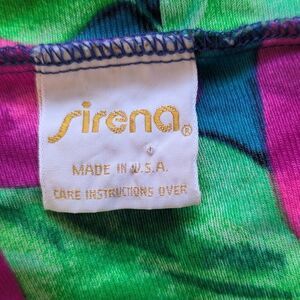 sirena®
MADE IN U.S.A.
CARE INSTRUCTIONS OVER